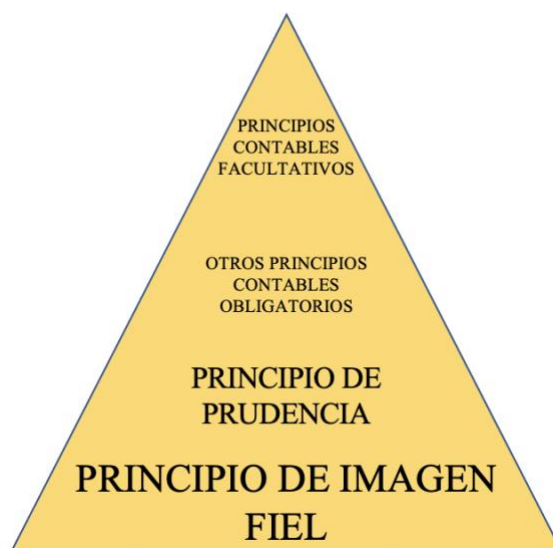 PRINCIPIOS
CONTABLES
FACULTATIVOS
OTROS PRINCIPIOS
CONTABLES
OBLIGATORIOS
PRINCIPIO DE
PRUDENCIA
PRINCIPIO DE IMAGEN
FIEL